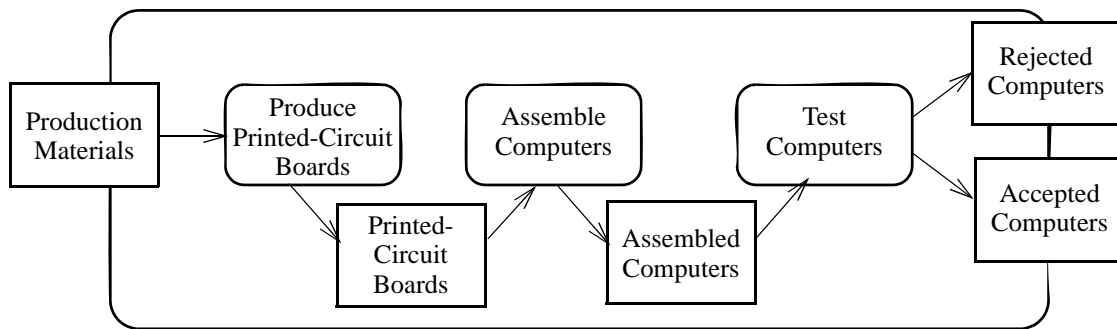 Production
Materials
Produce
Printed-Circuit
Boards
Printed-
Circuit
Boards
Assemble
Computers
Assembled
Computers
Test
Computers
Rejected
Computers
Accepted
Computers